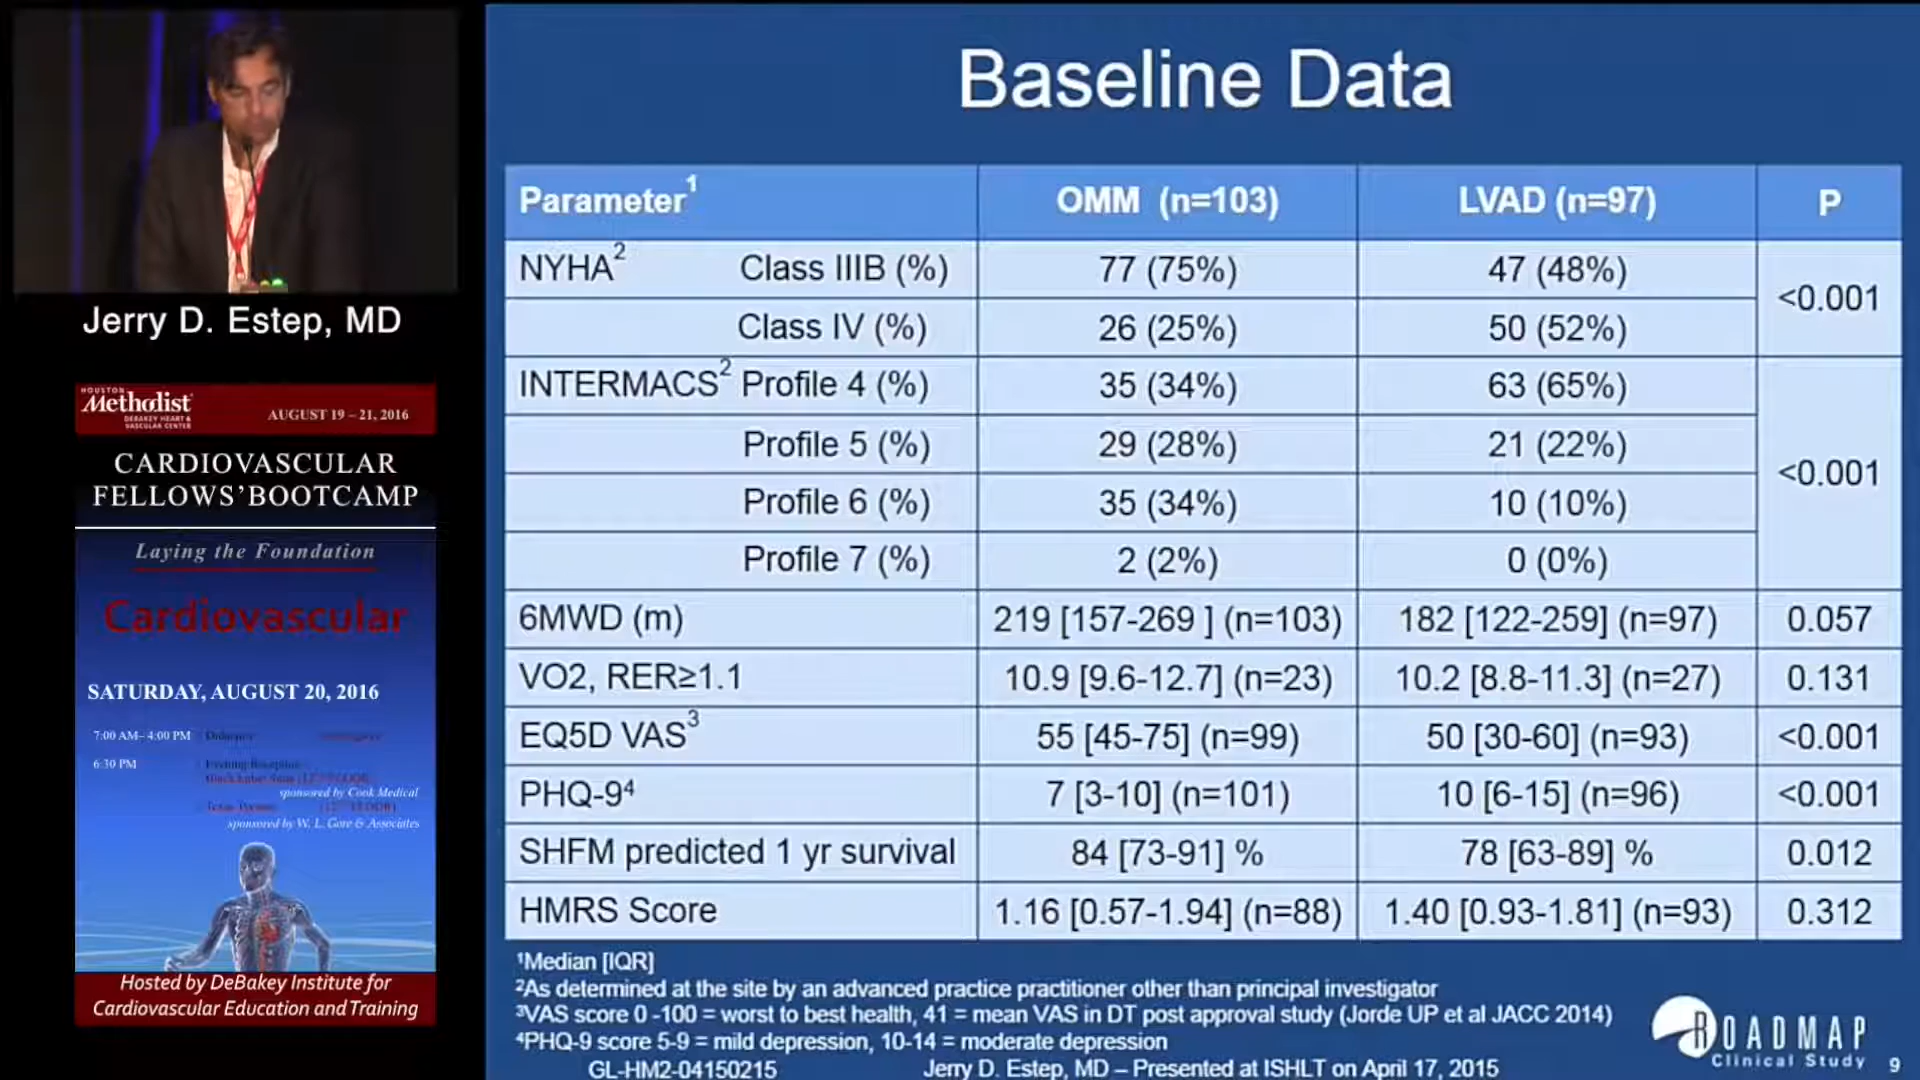 Jerry D. Estep, MD
HOUSTON
Methodist
DEBAKEY HEART &
VASCULAR CENTER
AUGUST 19 – 21, 2016
CARDIOVASCULAR
FELLOWS' BOOTCAMP
Laying the Foundation
Cardiovascular
SATURDAY, AUGUST 20, 2016
7:00 AM– 4:00 PM
6:30 PM
sponsored by Cook Medical
sponsored by W. L. Gore & Associates
Hosted by DeBakey Institute for
Cardiovascular Education and Training
Baseline Data
Parameter¹ OMM (n=103) LVAD (n=97) P
NYHA² Class IIIB (%) 77 (75%) 47 (48%) <0.001
Class IV (%) 26 (25%) 50 (52%)
INTERMACS² Profile 4 (%) 35 (34%) 63 (65%) <0.001
Profile 5 (%) 29 (28%) 21 (22%)
Profile 6 (%) 35 (34%) 10 (10%)
Profile 7 (%) 2 (2%) 0 (0%)
6MWD (m) 219 [157-269 ] (n=103) 182 [122-259] (n=97) 0.057
VO2, RER≥1.1 10.9 [9.6-12.7] (n=23) 10.2 [8.8-11.3] (n=27) 0.131
EQ5D VAS³ 55 [45-75] (n=99) 50 [30-60] (n=93) <0.001
PHQ-9⁴ 7 [3-10] (n=101) 10 [6-15] (n=96) <0.001
SHFM predicted 1 yr survival 84 [73-91] % 78 [63-89] % 0.012
HMRS Score 1.16 [0.57-1.94] (n=88) 1.40 [0.93-1.81] (n=93) 0.312
¹Median [IQR]
²As determined at the site by an advanced practice practitioner other than principal investigator
³VAS score 0 -100 = worst to best health, 41 = mean VAS in DT post approval study (Jorde UP et al JACC 2014)
⁴PHQ-9 score 5-9 = mild depression, 10-14 = moderate depression
GL-HM2-04150215 Jerry D. Estep, MD – Presented at ISHLT on April 17, 2015
ROADMAP
Clinical Study
9